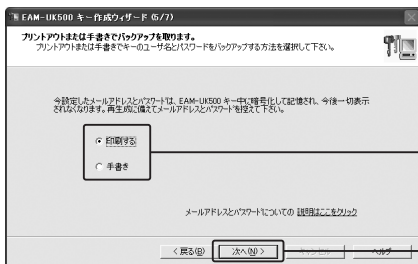 EAM-UK500 キー作成ウィザード (6/7)
プリントアウトまたは手書きでバックアップを取ります。
プリントアウトまたは手書きでキーのユーザ名とパスワードをバックアップする方法を選択して下さい。
今設定したメールアドレスとパスワードは、EAM-UK500 キー中に暗号化して記憶され、今後一切表示
されなくなります。再生成に備えてメールアドレスとパスワードを控えて下さい。
印刷する
手書き
メールアドレスとパスワードについての 説明はここをクリック
< 戻る(B)
次へ(N) >
キャンセル
ヘルプ